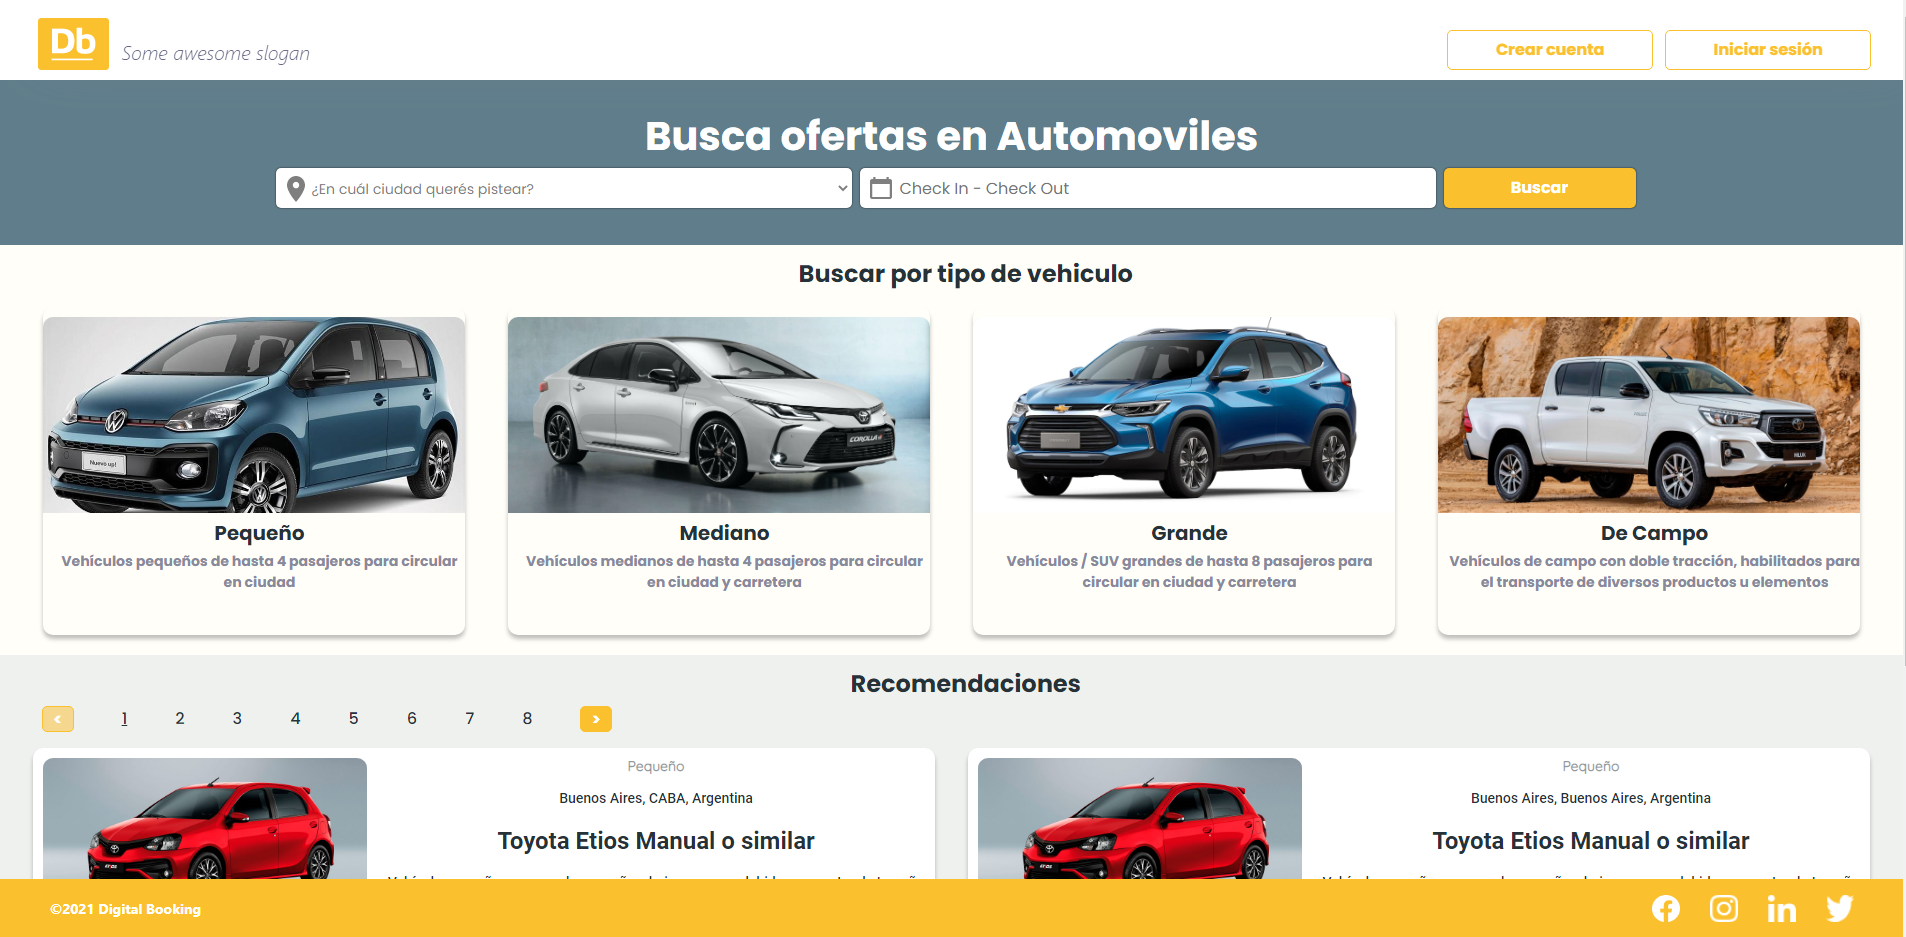 Db
Some awesome slogan
Crear cuenta
Iniciar sesión
Busca ofertas en Automoviles
¿En cuál ciudad querés pistear?
Check In - Check Out
Buscar
Buscar por tipo de vehiculo
Nuevo up!
COROLLA
HILUX
Pequeño
Vehículos pequeños de hasta 4 pasajeros para circular
en ciudad
Mediano
Vehículos medianos de hasta 4 pasajeros para circular
en ciudad y carretera
Grande
Vehículos / SUV grandes de hasta 8 pasajeros para
circular en ciudad y carretera
De Campo
Vehículos de campo con doble tracción, habilitados para
el transporte de diversos productos u elementos
Recomendaciones
< 1 2 3 4 5 6 7 8 >
Pequeño
Buenos Aires, CABA, Argentina
Toyota Etios Manual o similar
Pequeño
Buenos Aires, Buenos Aires, Argentina
Toyota Etios Manual o similar
©2021 Digital Booking